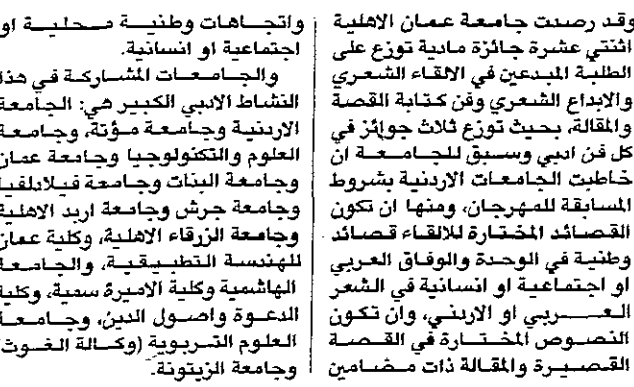 وقد رصدت جامعة عمان الاهلية
اثنتي عشرة جائزة مادية توزع على
الطلبة المبدعين في الالقاء الشعري
والابداع الشعري وفن كتابة القصة
والمقالة، بحيث توزع ثلاث جوائز في
كل فن ادبي وسبق للجامعة ان
خاطبت الجامعات الاردنية بشروط
المسابقة للمهرجان، ومنها ان تكون
القصائد المختارة للالقاء قصائد
وطنية في الوحدة والوفاق العربي
او اجتماعية او انسانية في الشعر
العربي او الاردني، وان تكون
النصوص المختارة في القصة
القصيرة والمقالة ذات مضامين
واتجاهات وطنية محلية او
اجتماعية او انسانية.
والجامعات المشاركة في هذا
النشاط الادبي الكبير هي: الجامعة
الاردنية وجامعة مؤتة، وجامعة
العلوم والتكنولوجيا وجامعة عمان
وجامعة البنات وجامعة فيلادلفيا
وجامعة جرش وجامعة اربد الاهلية
وجامعة الزرقاء الاهلية، وكلية عمان
للهندسة التطبيقية، والجامعة
الهاشمية وكلية الاميرة سمية، وكلية
الدعوة واصول الدين، وجامعة
العلوم التربوية (وكالة الغوث)
وجامعة الزيتونة.